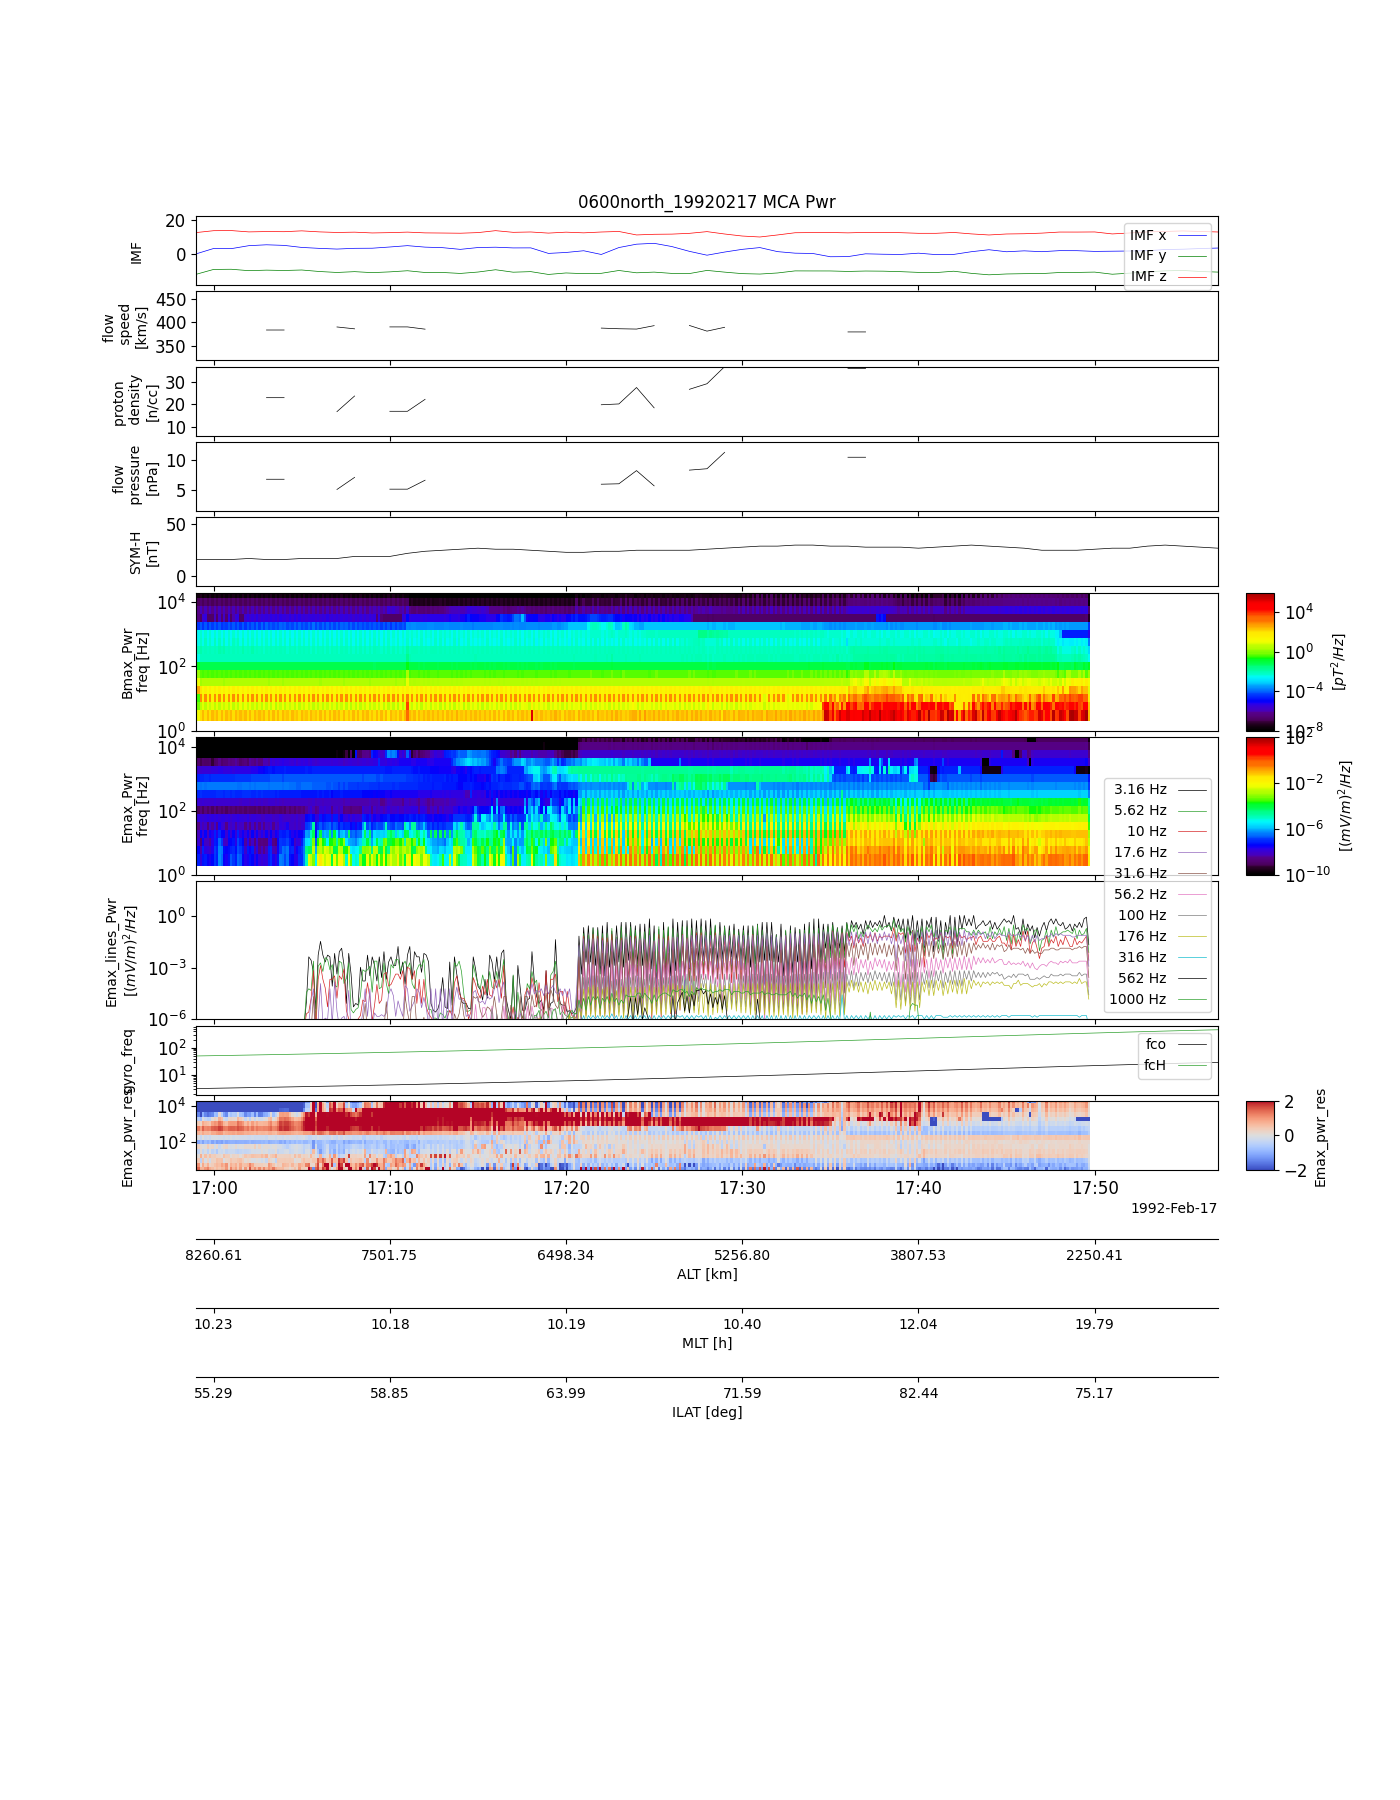 0600north_19920217 MCA Pwr
20
0
IMF
IMF x
IMF y
IMF z
450
400
350
flow
speed
[km/s]
30
20
10
proton
density
[n/cc]
10
5
flow
pressure
[nPa]
50
0
SYM-H
[nT]
10^4
10^2
10^0
Bmax_Pwr
freq [Hz]
10^4
10^0
10^-4
10^-8
[pT^2/Hz]
10^4
10^2
10^0
Emax_Pwr
freq [Hz]
10^2
10^-2
10^-6
10^-10
[(mV/m)^2/Hz]
3.16 Hz
5.62 Hz
10 Hz
17.6 Hz
31.6 Hz
56.2 Hz
100 Hz
176 Hz
316 Hz
562 Hz
1000 Hz
10^0
10^-3
10^-6
Emax_lines_Pwr
[(mV/m)^2/Hz]
10^2
10^1
gyro_freq
fco
fcH
10^4
10^2
Emax_pwr_res
2
0
−2
Emax_pwr_res
17:00 17:10 17:20 17:30 17:40 17:50
1992-Feb-17
8260.61 7501.75 6498.34 5256.80 3807.53 2250.41
ALT [km]
10.23 10.18 10.19 10.40 12.04 19.79
MLT [h]
55.29 58.85 63.99 71.59 82.44 75.17
ILAT [deg]